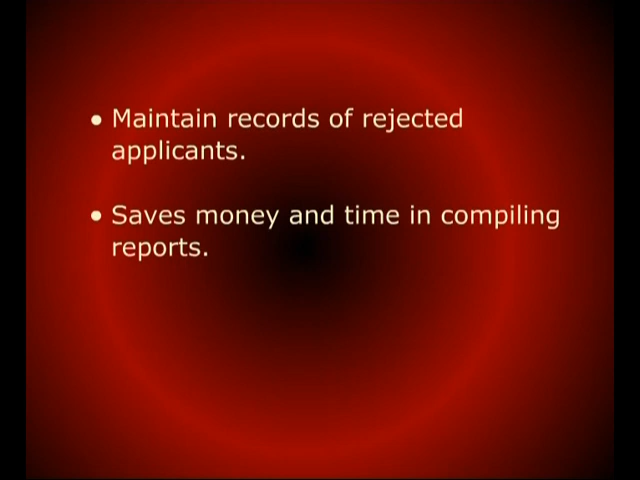 • Maintain records of rejected
applicants.
• Saves money and time in compiling
reports.